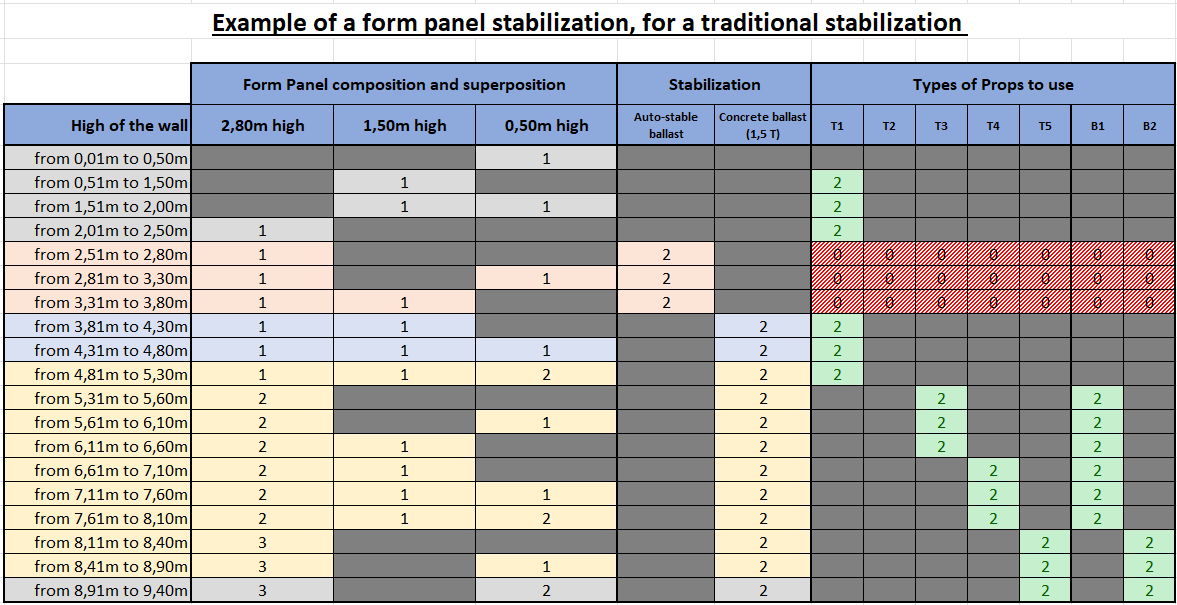 Example of a form panel stabilization, for a traditional stabilization
Form Panel composition and superposition Stabilization Types of Props to use
High of the wall 2,80m high 1,50m high 0,50m high Auto-stable ballast Concrete ballast (1,5 T) T1 T2 T3 T4 T5 B1 B2
from 0,01m to 0,50m 1
from 0,51m to 1,50m 1 2
from 1,51m to 2,00m 1 1 2
from 2,01m to 2,50m 1 2
from 2,51m to 2,80m 1 2 0 0 0 0 0 0 0
from 2,81m to 3,30m 1 1 2 0 0 0 0 0 0 0
from 3,31m to 3,80m 1 1 2 0 0 0 0 0 0 0
from 3,81m to 4,30m 1 1 2 2
from 4,31m to 4,80m 1 1 1 2 2
from 4,81m to 5,30m 1 1 2 2 2
from 5,31m to 5,60m 2 2 2 2
from 5,61m to 6,10m 2 1 2 2 2
from 6,11m to 6,60m 2 1 2 2 2
from 6,61m to 7,10m 2 1 2 2 2
from 7,11m to 7,60m 2 1 1 2 2 2
from 7,61m to 8,10m 2 1 2 2 2 2
from 8,11m to 8,40m 3 2 2 2
from 8,41m to 8,90m 3 1 2 2 2
from 8,91m to 9,40m 3 2 2 2 2